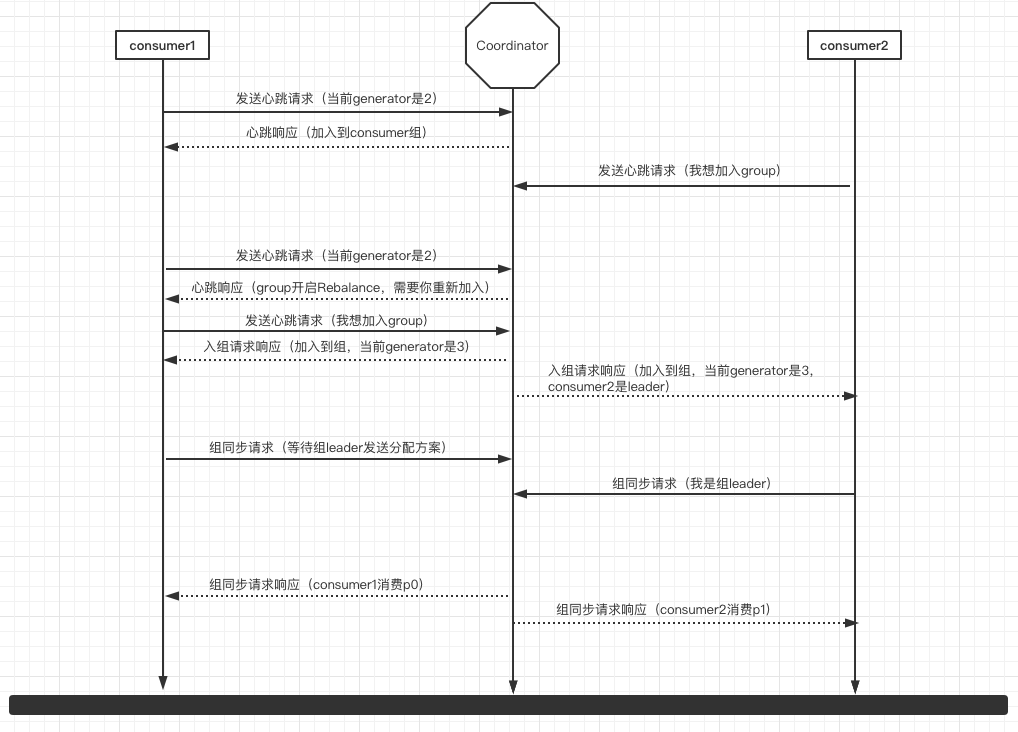 consumer1
Coordinator
consumer2
发送心跳请求（当前generator是2）
心跳响应（加入到consumer组）
发送心跳请求（我想加入group）
发送心跳请求（当前generator是2）
心跳响应（group开启Rebalance，需要你重新加入）
发送心跳请求（我想加入group）
入组请求响应（加入到组，当前generator是3）
入组请求响应（加入到组，当前generator是3，
consumer2是leader）
组同步请求（等待组leader发送分配方案）
组同步请求（我是组leader）
组同步请求响应（consumer1消费p0）
组同步请求响应（consumer2消费p1）